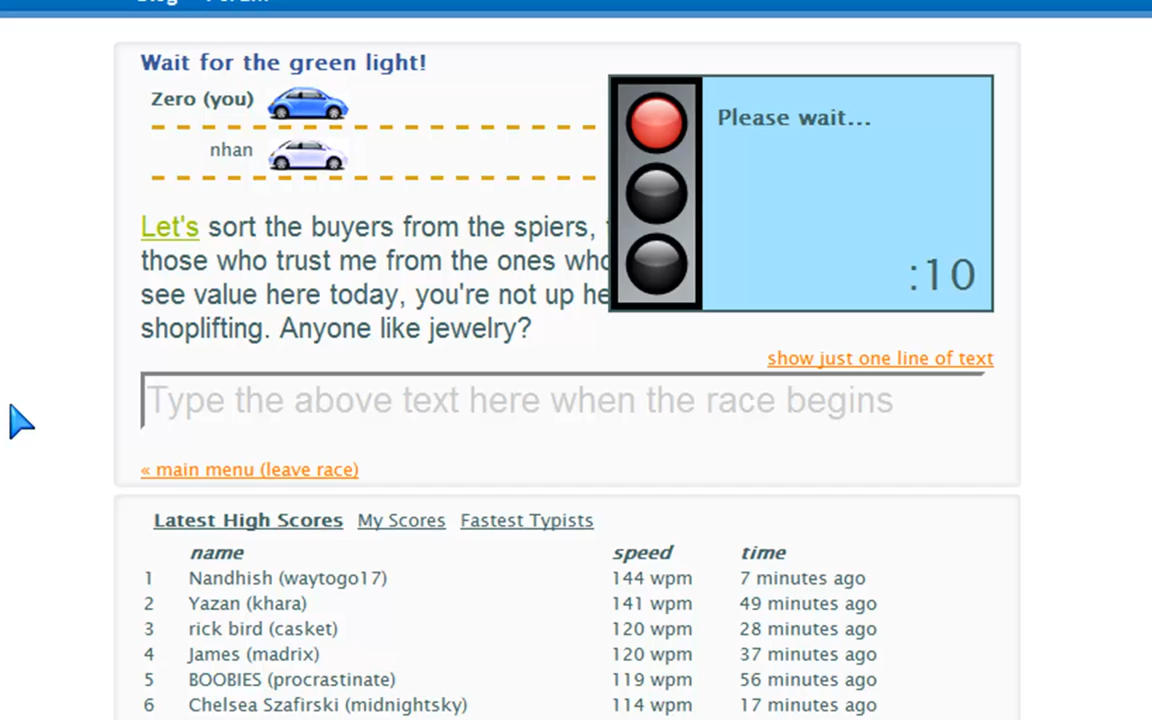 Wait for the green light!
Zero (you)
nhan
Please wait...
:10
Let's sort the buyers from the spiers,
those who trust me from the ones who
see value here today, you're not up
shoplifting. Anyone like jewelry?
show just one line of text
Type the above text here when the race begins
« main menu (leave race)
Latest High Scores My Scores Fastest Typists
name speed time
1 Nandhish (waytogo17) 144 wpm 7 minutes ago
2 Yazan (khara) 141 wpm 49 minutes ago
3 rick bird (casket) 120 wpm 28 minutes ago
4 James (madrix) 120 wpm 37 minutes ago
5 BOOBIES (procrastinate) 119 wpm 56 minutes ago
6 Chelsea Szafirski (midnightsky) 114 wpm 17 minutes ago